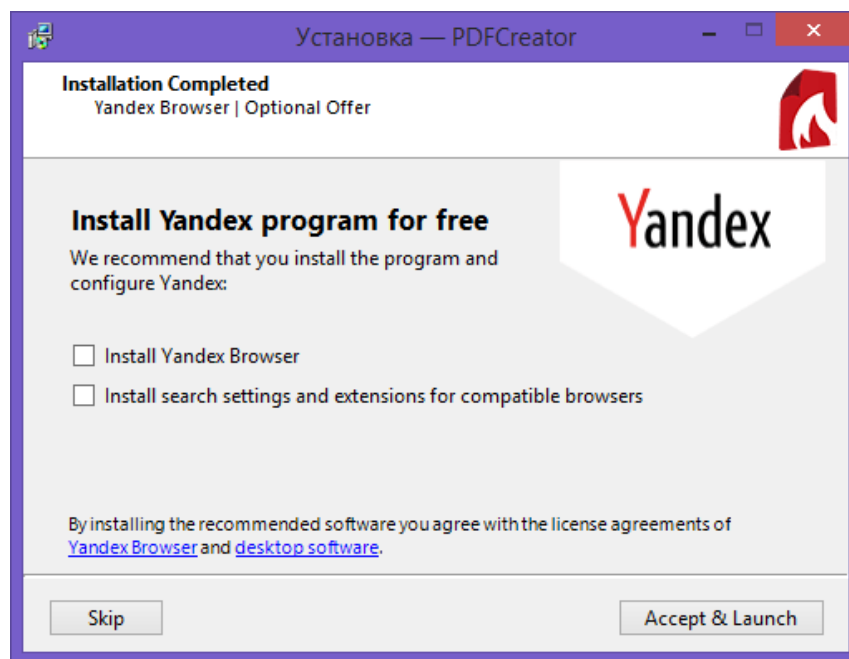 Установка — PDFCreator
Installation Completed
Yandex Browser | Optional Offer
Yandex
Install Yandex program for free
We recommend that you install the program and
configure Yandex:
Install Yandex Browser
Install search settings and extensions for compatible browsers
By installing the recommended software you agree with the license agreements of
Yandex Browser and desktop software.
Skip
Accept & Launch